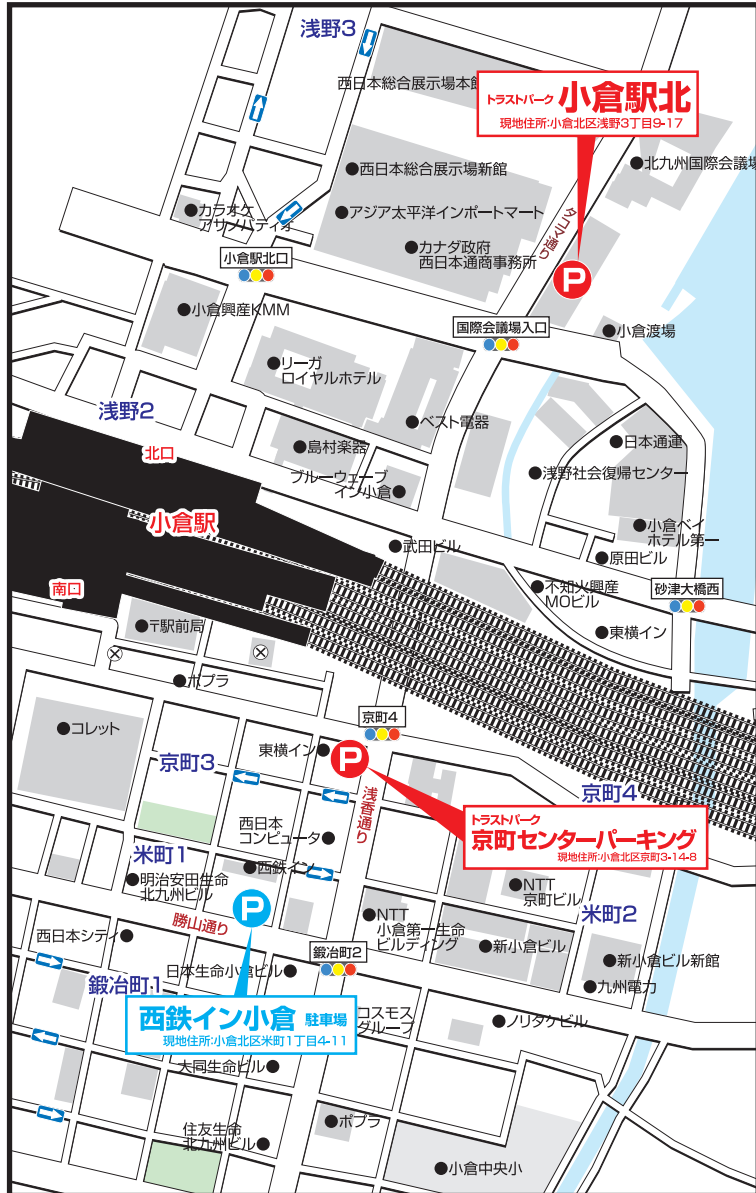 浅野3
西日本総合展示場本館
トラストパーク 小倉駅北
現地住所:小倉北区浅野3丁目9-17
北九州国際会議場
西日本総合展示場新館
カラオケ
アサノパティオ
アジア太平洋インポートマート
タコマ通り
カナダ政府
西日本通商事務所
小倉駅北口
P
小倉興産KMM
国際会議場入口
小倉渡場
リーガ
ロイヤルホテル
浅野2
ベスト電器
日本通運
北口
島村楽器
浅野社会復帰センター
ブルーウェーブ
イン小倉
小倉駅
小倉ベイ
ホテル第一
武田ビル
原田ビル
南口
不知火興産
MOビル
砂津大橋西
〒駅前局
東横イン
ポプラ
京町4
コレット
東横イン
京町3
P
京町4
浅香通り
トラストパーク
京町センターパーキング
現地住所:小倉北区京町3-14-8
西日本
コンピュータ
米町1
西鉄イン
明治安田生命
北九州ビル
NTT
京町ビル
P
米町2
勝山通り
NTT
小倉第一生命
ビルディング
西日本シティ
新小倉ビル
鍛冶町2
新小倉ビル新館
日本生命小倉ビル
鍛冶町1
九州電力
西鉄イン小倉 駐車場
現地住所:小倉北区米町1丁目4-11
コスモス
グループ
ノリタケビル
大同生命ビル
ポプラ
住友生命
北九州ビル
小倉中央小